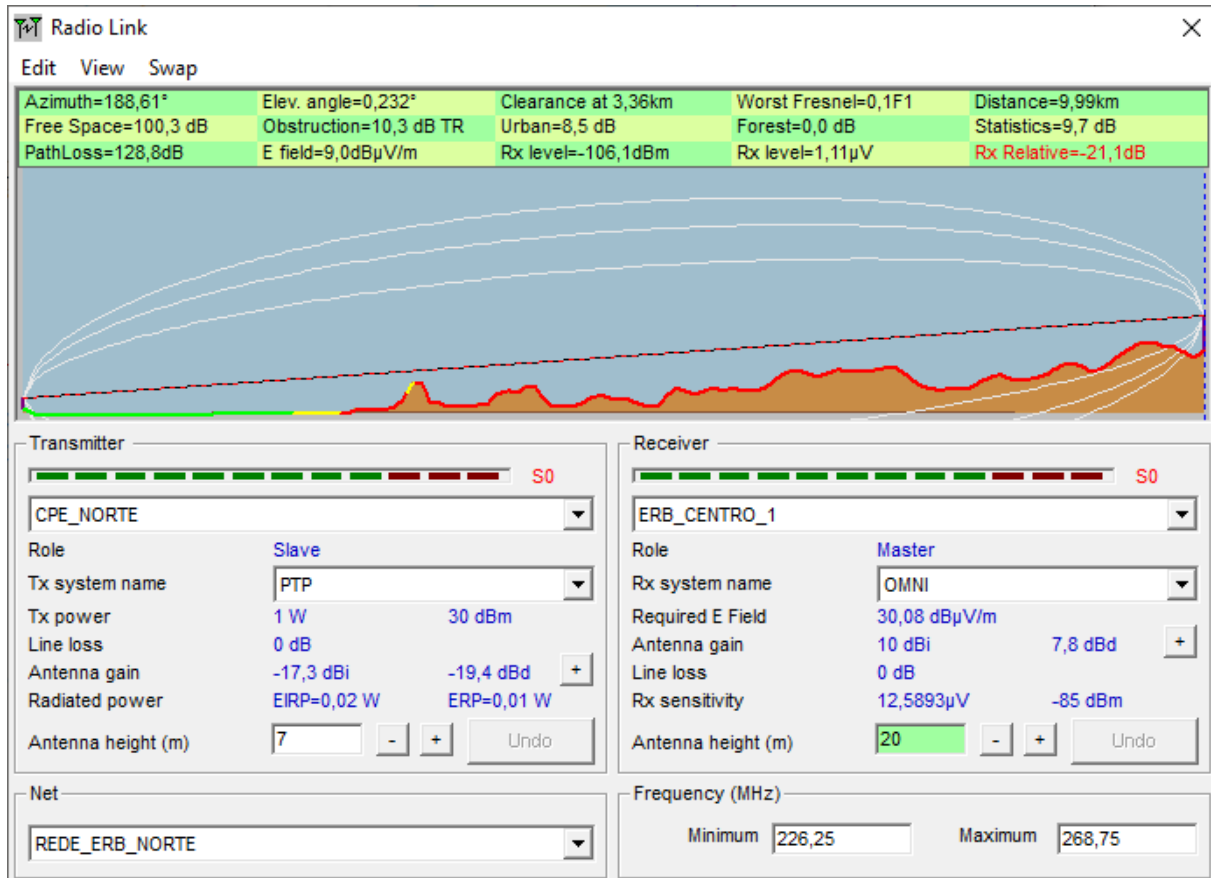 Radio Link
Edit View Swap
Azimuth=188,61° Elev. angle=0,232° Clearance at 3,36km Worst Fresnel=0,1F1 Distance=9,99km
Free Space=100,3 dB Obstruction=10,3 dB TR Urban=8,5 dB Forest=0,0 dB Statistics=9,7 dB
PathLoss=128,8dB E field=9,0dBµV/m Rx level=-106,1dBm Rx level=1,11µV Rx Relative=-21,1dB
Transmitter
S0
CPE_NORTE
Role Slave
Tx system name PTP
Tx power 1 W 30 dBm
Line loss 0 dB
Antenna gain -17,3 dBi -19,4 dBd +
Radiated power EIRP=0,02 W ERP=0,01 W
Antenna height (m) 7 - + Undo
Receiver
S0
ERB_CENTRO_1
Role Master
Rx system name OMNI
Required E Field 30,08 dBµV/m
Antenna gain 10 dBi 7,8 dBd +
Line loss 0 dB
Rx sensitivity 12,5893µV -85 dBm
Antenna height (m) 20 - + Undo
Net
REDE_ERB_NORTE
Frequency (MHz)
Minimum 226,25 Maximum 268,75